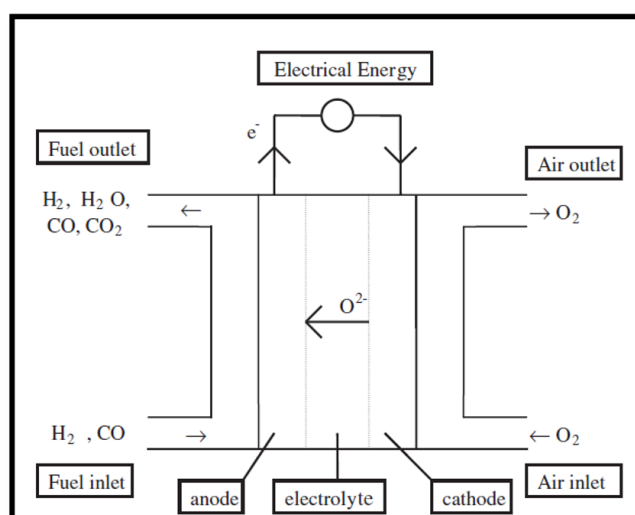 Electrical Energy
e-
Fuel outlet
Air outlet
H2, H2 O,
CO, CO2
←
→ O2
O2-
H2 , CO
→
← O2
Fuel inlet
anode
electrolyte
cathode
Air inlet